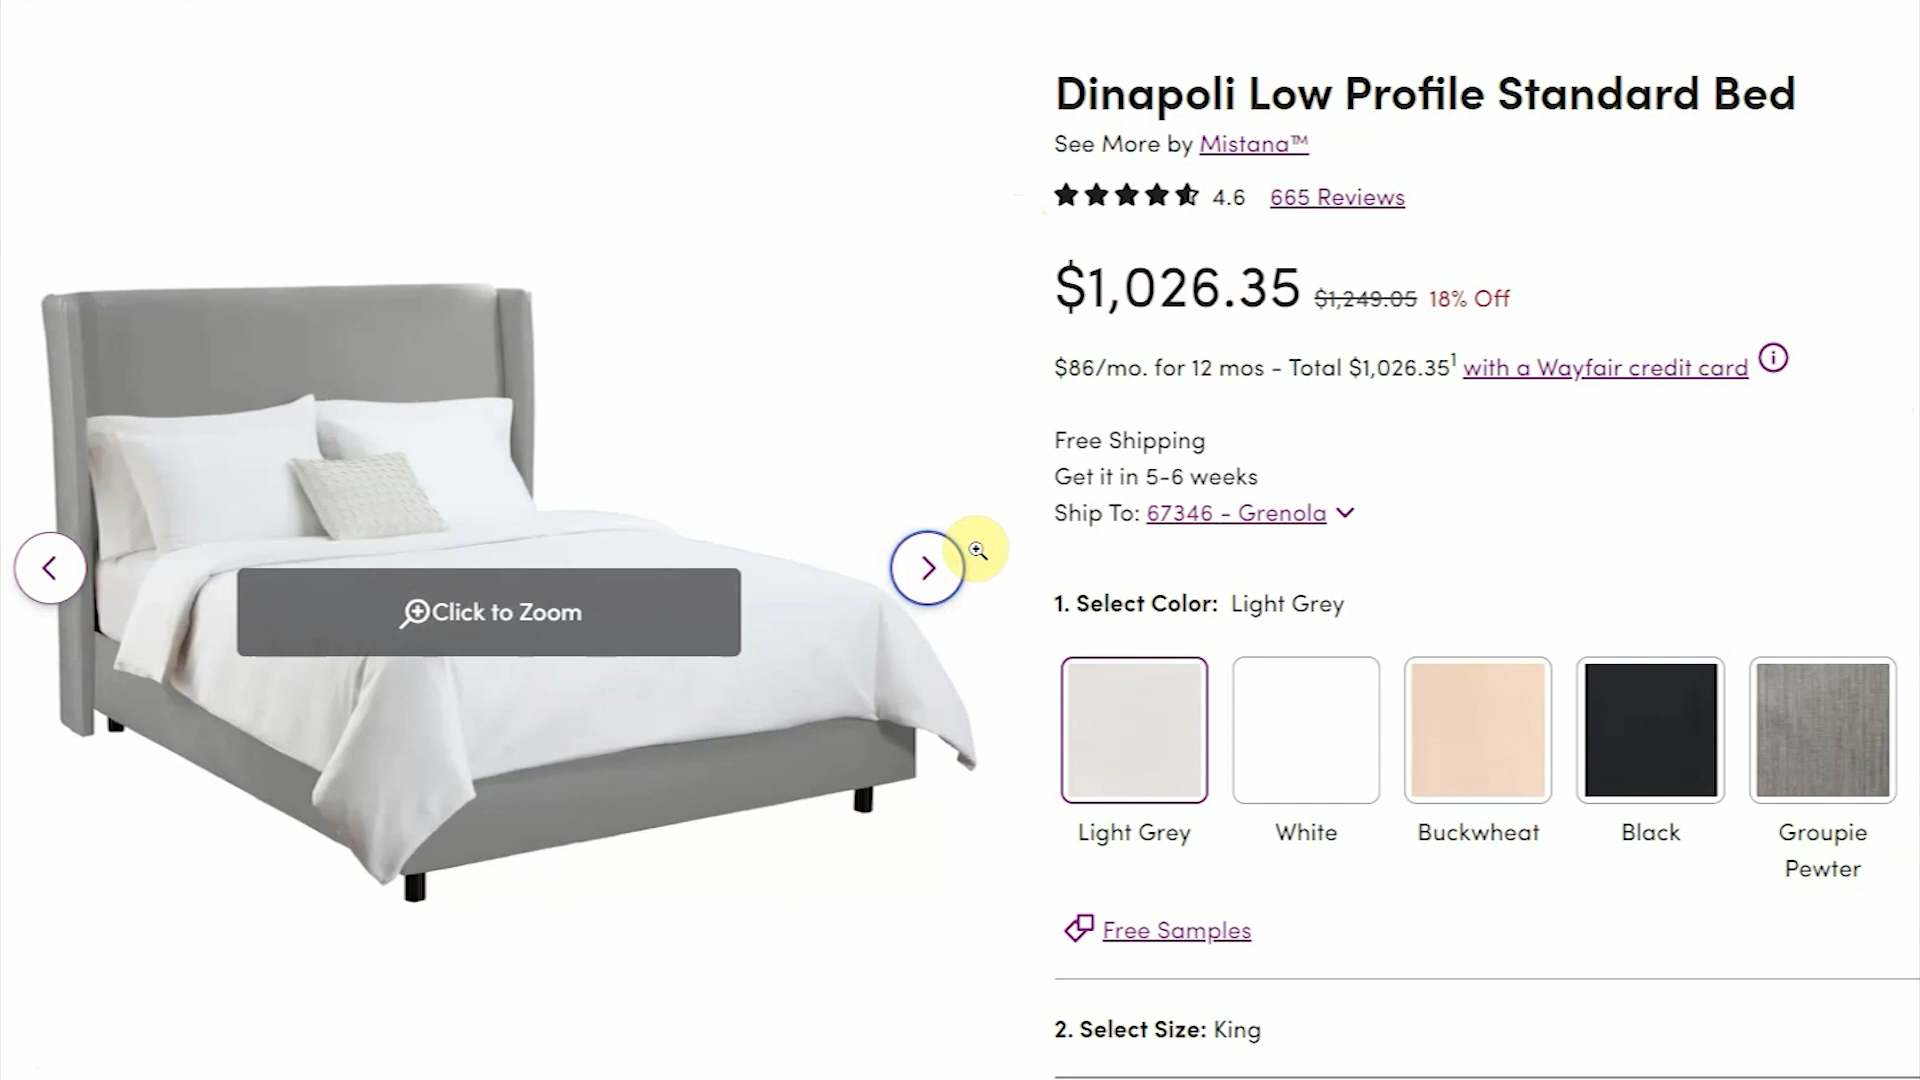 Dinapoli Low Profile Standard Bed
See More by Mistana™
4.6 665 Reviews
$1,026.35 $1,249.05 18% Off
$86/mo. for 12 mos - Total $1,026.35¹ with a Wayfair credit card
Free Shipping
Get it in 5-6 weeks
Ship To: 67346 - Grenola
Click to Zoom
1. Select Color: Light Grey
Light Grey
White
Buckwheat
Black
Groupie
Pewter
Free Samples
2. Select Size: King